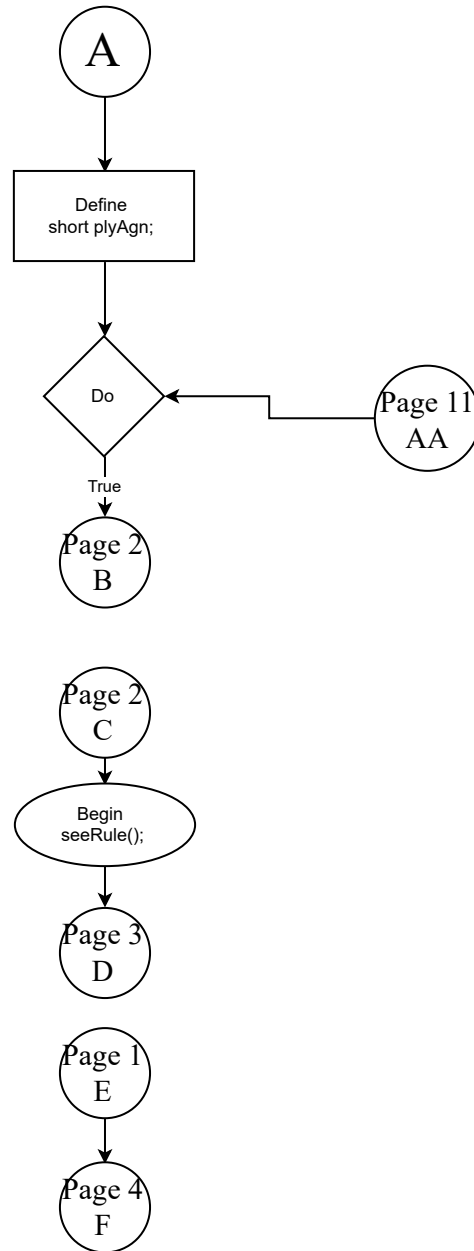 A
Define
short plyAgn;
Do
Page 11
AA
True
Page 2
B
Page 2
C
Begin
seeRule();
Page 3
D
Page 1
E
Page 4
F